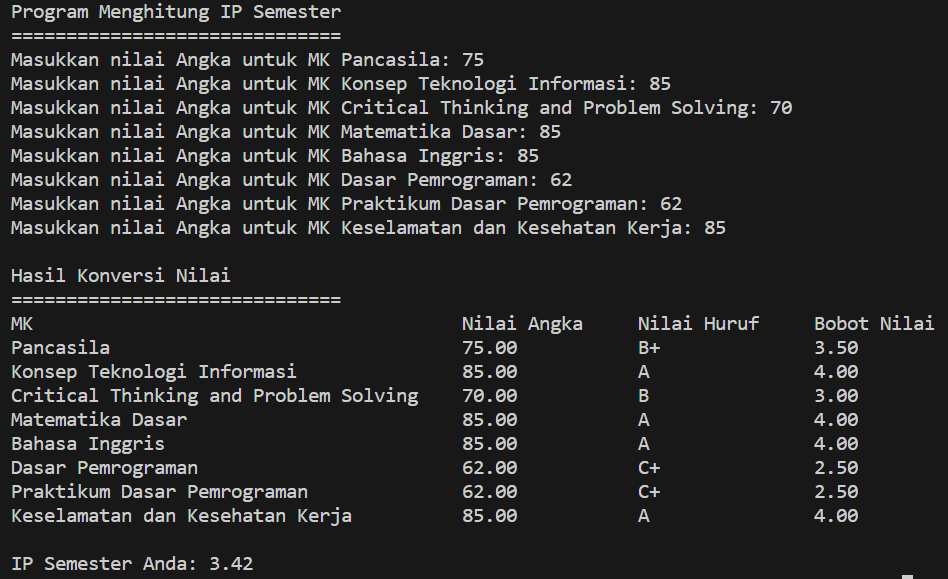 Program Menghitung IP Semester
==============================
Masukkan nilai Angka untuk MK Pancasila: 75
Masukkan nilai Angka untuk MK Konsep Teknologi Informasi: 85
Masukkan nilai Angka untuk MK Critical Thinking and Problem Solving: 70
Masukkan nilai Angka untuk MK Matematika Dasar: 85
Masukkan nilai Angka untuk MK Bahasa Inggris: 85
Masukkan nilai Angka untuk MK Dasar Pemrograman: 62
Masukkan nilai Angka untuk MK Praktikum Dasar Pemrograman: 62
Masukkan nilai Angka untuk MK Keselamatan dan Kesehatan Kerja: 85

Hasil Konversi Nilai
==============================
MK                                       Nilai Angka     Nilai Huruf     Bobot Nilai
Pancasila                                75.00           B+              3.50
Konsep Teknologi Informasi               85.00           A               4.00
Critical Thinking and Problem Solving    70.00           B               3.00
Matematika Dasar                         85.00           A               4.00
Bahasa Inggris                           85.00           A               4.00
Dasar Pemrograman                        62.00           C+              2.50
Praktikum Dasar Pemrograman              62.00           C+              2.50
Keselamatan dan Kesehatan Kerja          85.00           A               4.00

IP Semester Anda: 3.42